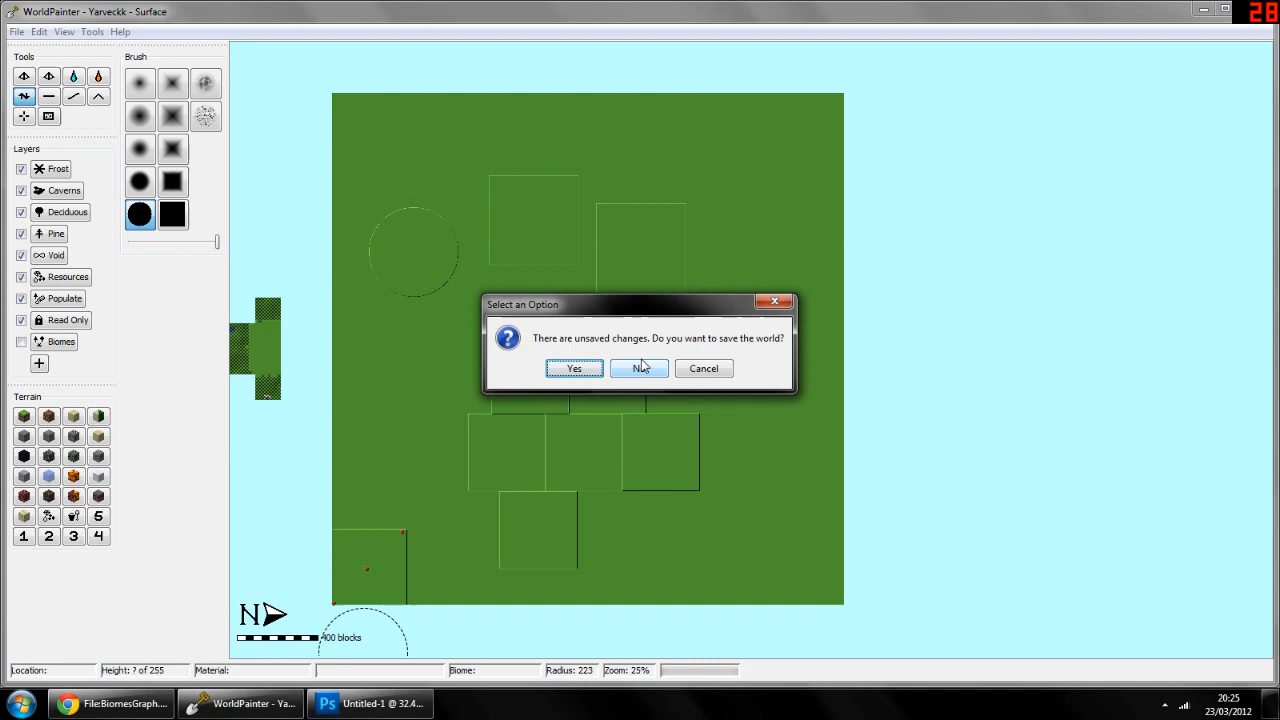 WorldPainter - Yarveckk - Surface
28
File Edit View Tools Help
Tools
Brush
Layers
Frost
Caverns
Deciduous
Pine
Void
Resources
Populate
Read Only
Biomes
Terrain
5
1 2 3 4
Select an Option
There are unsaved changes. Do you want to save the world?
Yes
Cancel
N
400 blocks
Location: Height: ? of 255 Material: Biome: Radius: 223 Zoom: 25%
File:BiomesGraph.... WorldPainter - Ya... Untitled-1 @ 32.4...
Ps
20:25
23/03/2012